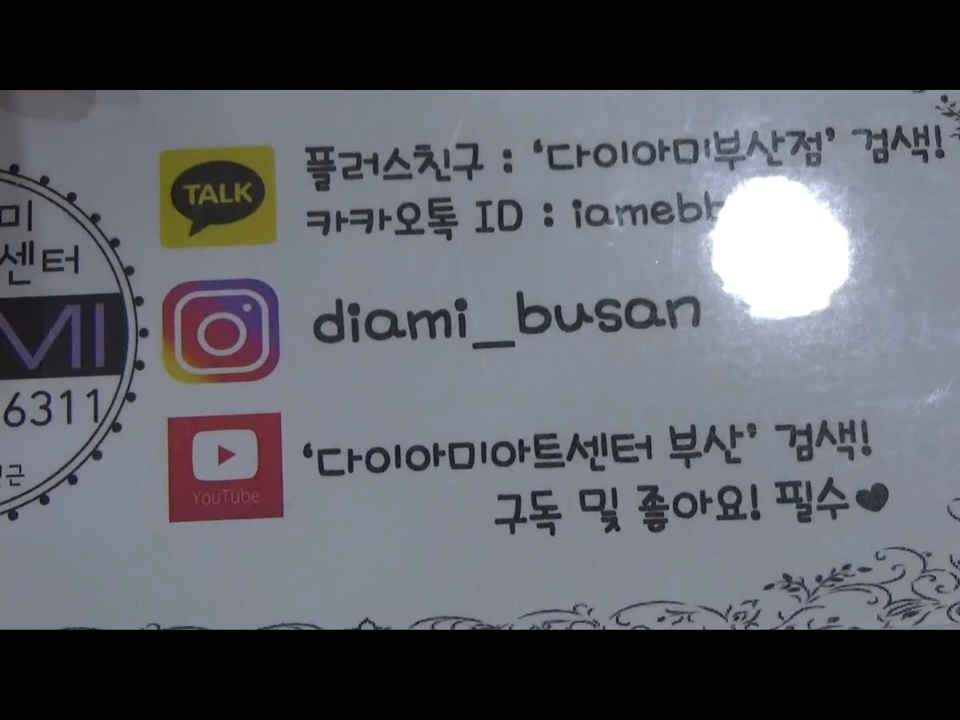 미
센터
MI
6311
TALK
플러스친구 : '다이아미부산점' 검색!
카카오톡 ID :
diami_busan
YouTube
'다이아미아트센터 부산' 검색!
구독 및 좋아요! 필수♥